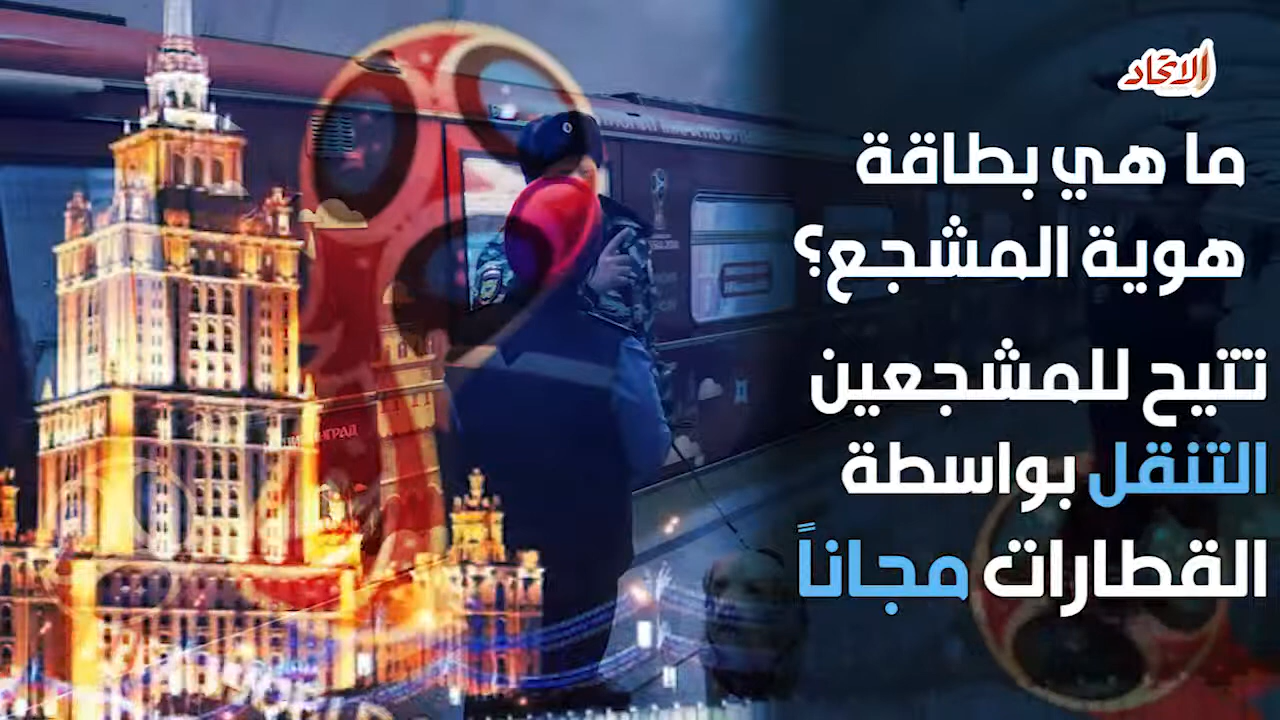 الاتحاد
ما هي بطاقة
هوية المشجع؟
تتيح للمشجعين
التنقل بواسطة
القطارات مجاناً